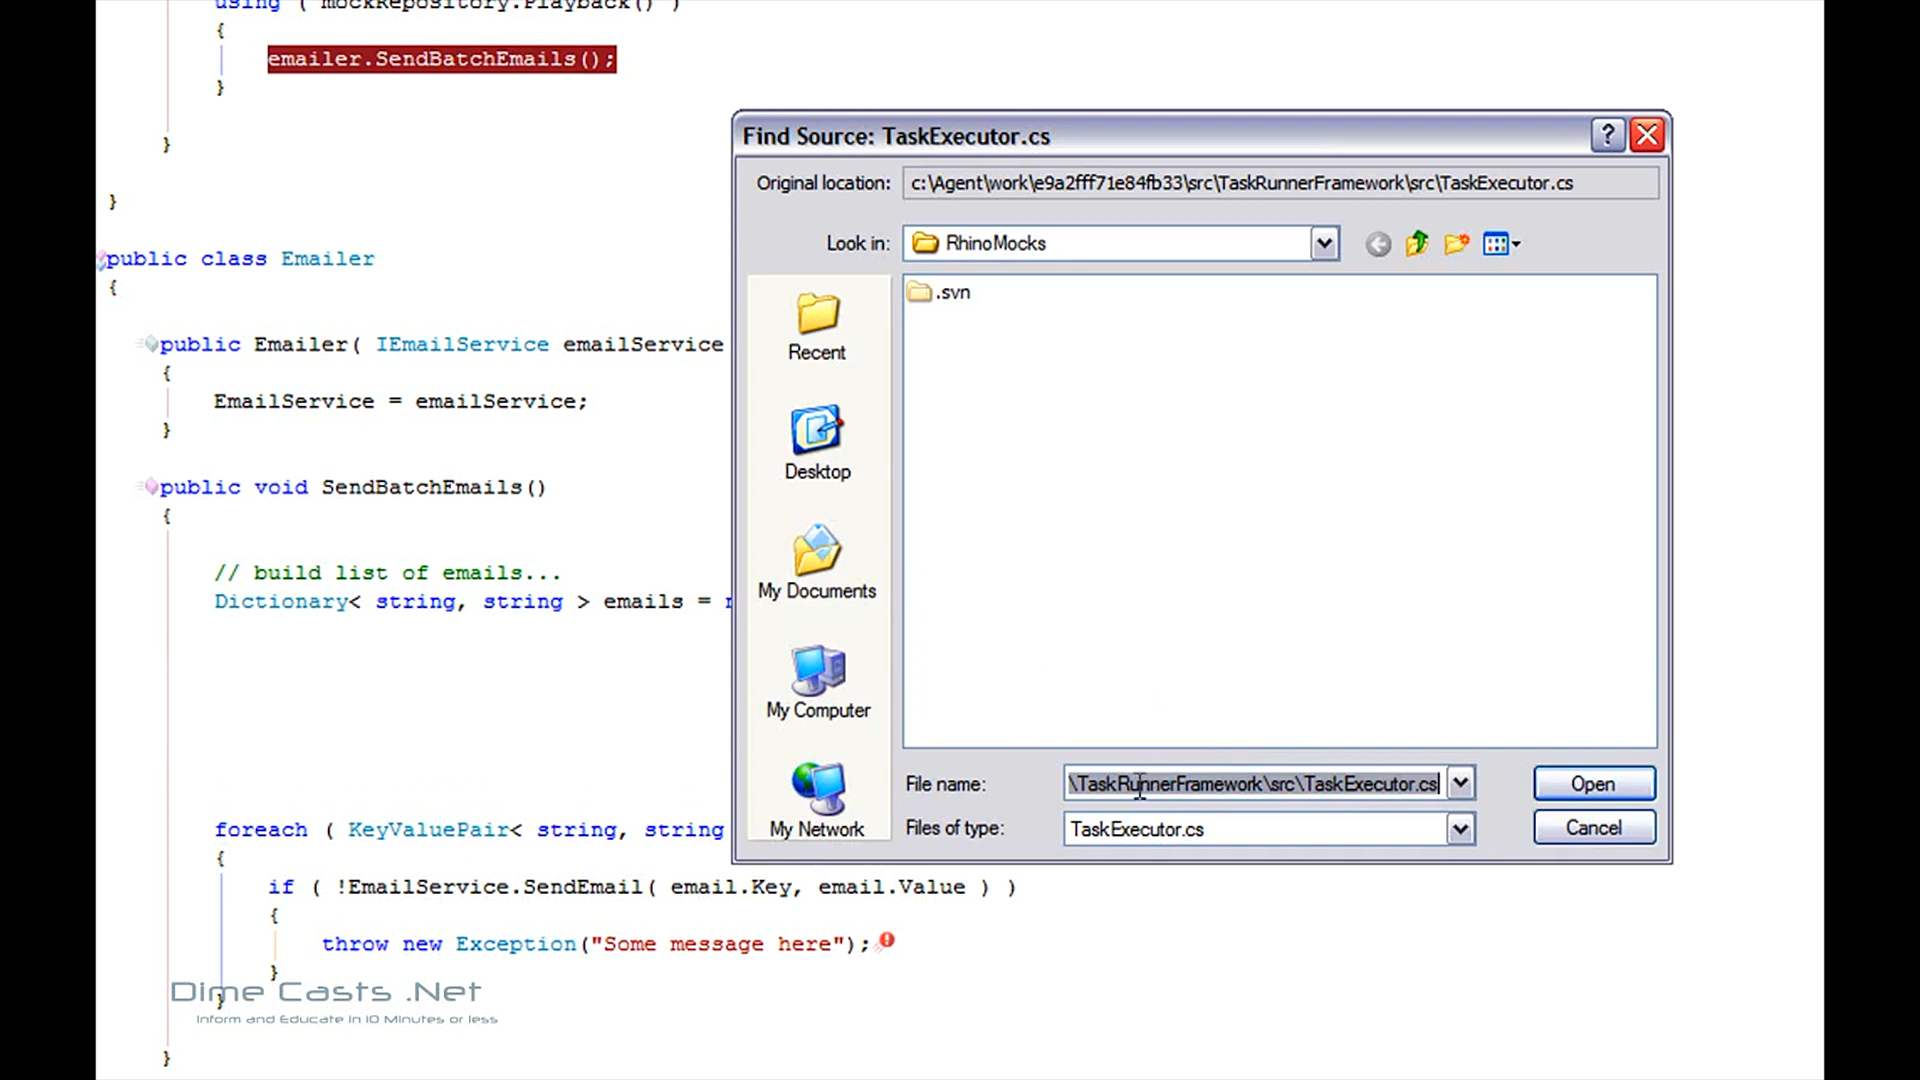 using ( mockRepository.Playback() )
{
emailer.SendBatchEmails();
}
}
}
public class Emailer
{
public Emailer( IEmailService emailService
{
EmailService = emailService;
}
public void SendBatchEmails()
{
// build list of emails...
Dictionary< string, string > emails =
foreach ( KeyValuePair< string, string
{
if ( !EmailService.SendEmail( email.Key, email.Value ) )
{
throw new Exception("Some message here");
}
}
}
Dime Casts .Net
Inform and Educate in 10 Minutes or less
Find Source: TaskExecutor.cs
Original location: c:\Agent\work\e9a2fff71e84fb33\src\TaskRunnerFramework\src\TaskExecutor.cs
Look in: RhinoMocks
.svn
Recent
Desktop
My Documents
My Computer
My Network
File name: \TaskRunnerFramework\src\TaskExecutor.cs
Open
Files of type: TaskExecutor.cs
Cancel